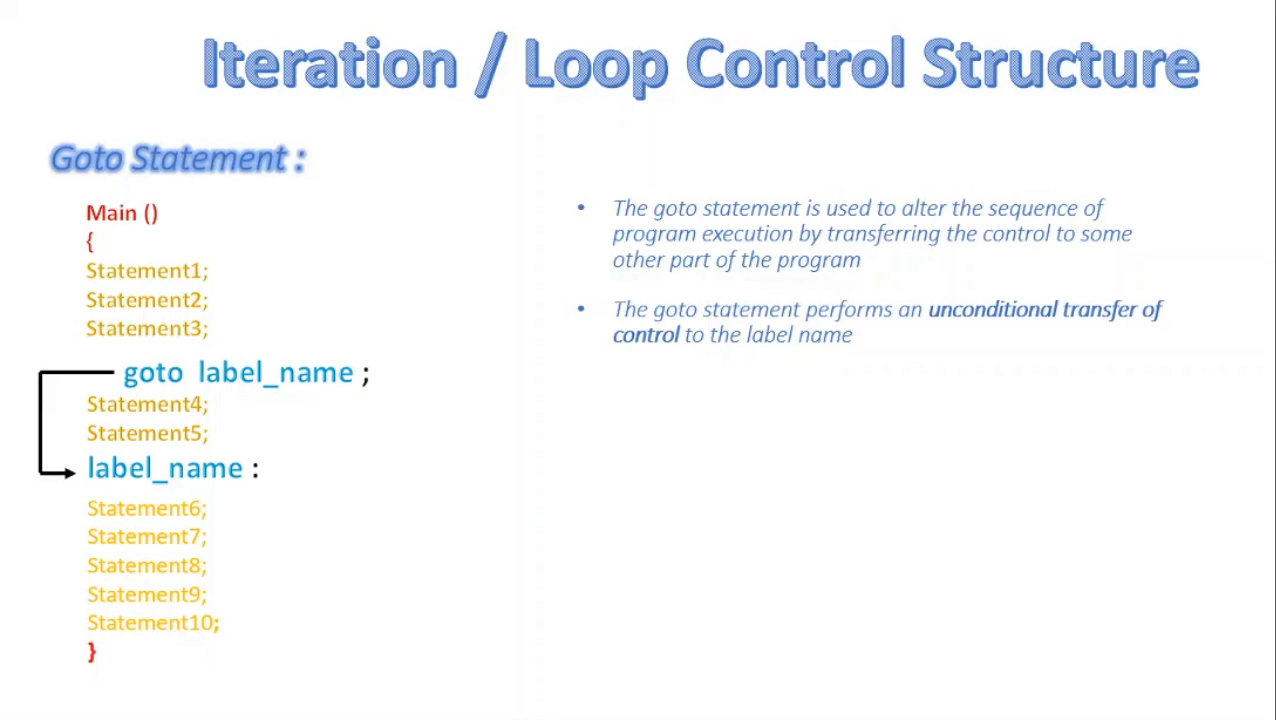 Iteration / Loop Control Structure
Goto Statement :
Main ()
{
Statement1;
Statement2;
Statement3;
goto label_name ;
Statement4;
Statement5;
label_name :
Statement6;
Statement7;
Statement8;
Statement9;
Statement10;
}
• The goto statement is used to alter the sequence of
program execution by transferring the control to some
other part of the program
• The goto statement performs an unconditional transfer of
control to the label name